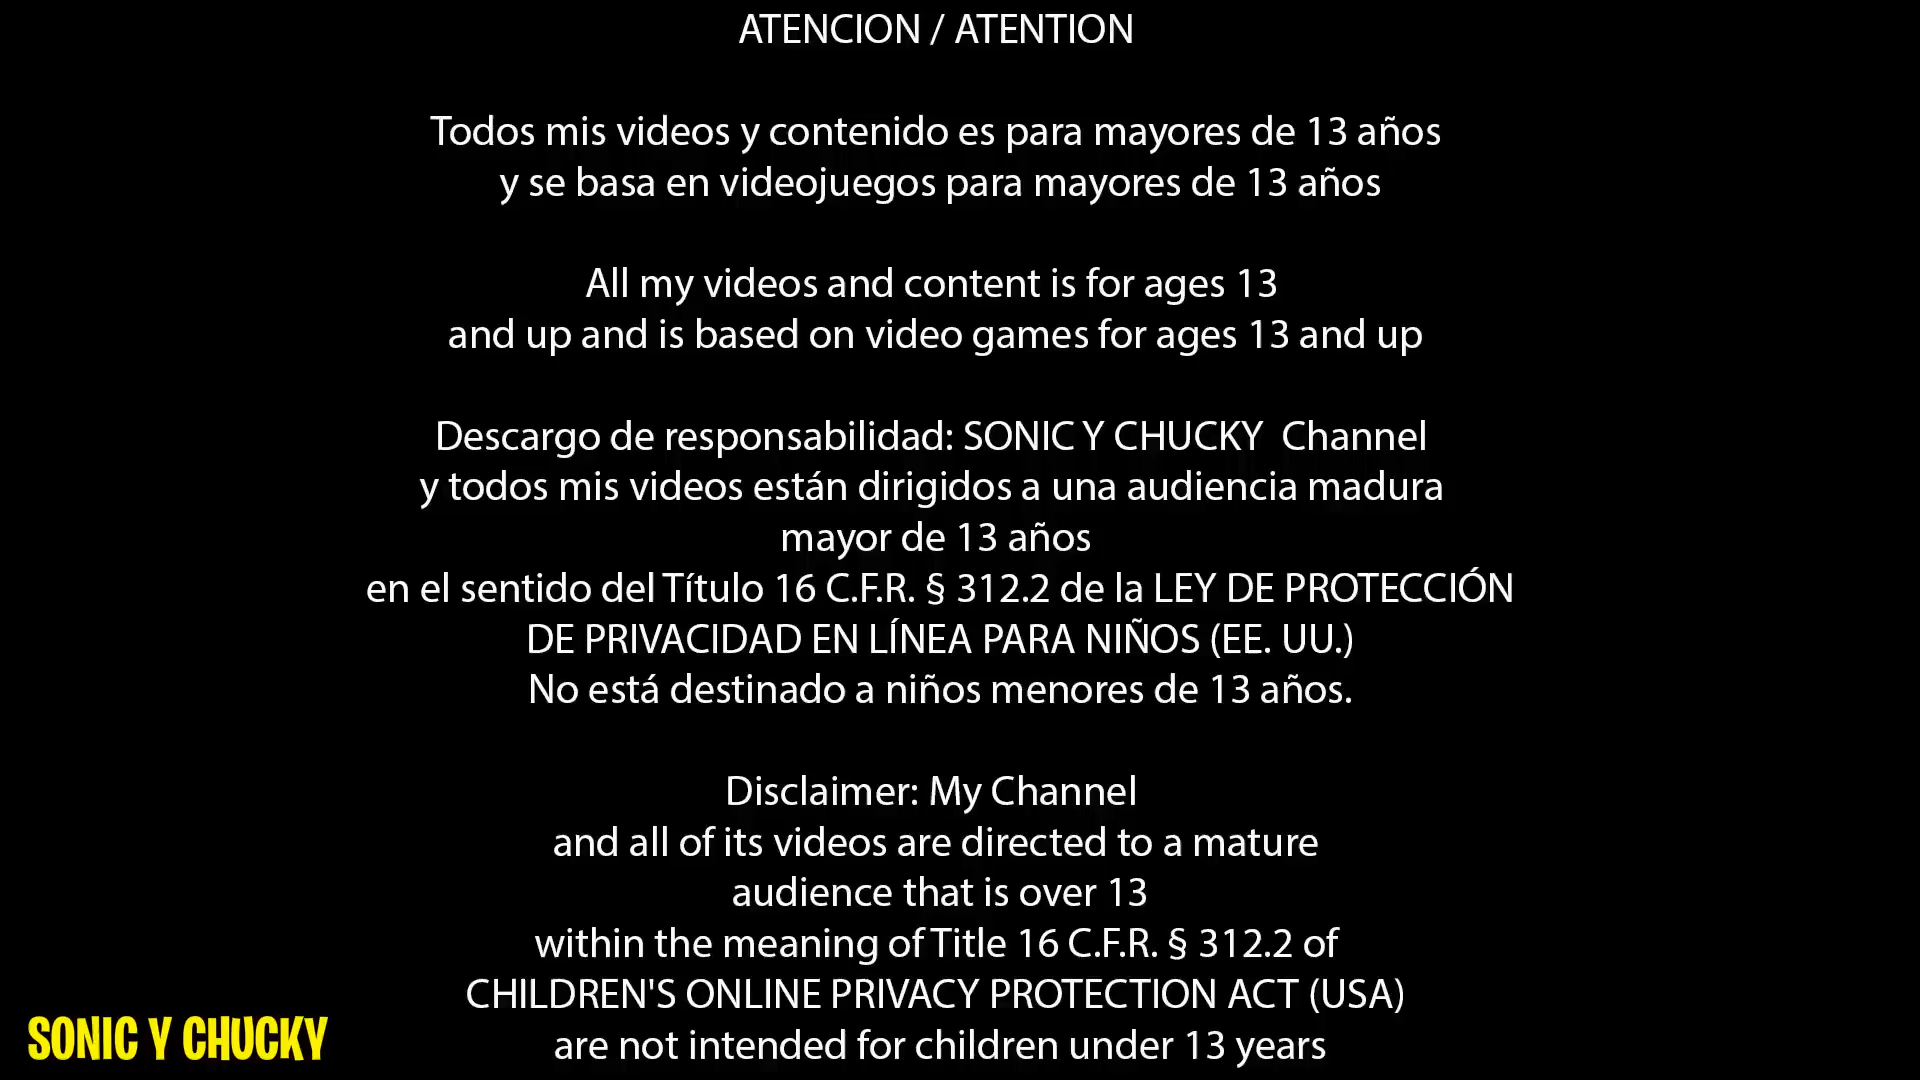 ATENCION / ATENTION
Todos mis videos y contenido es para mayores de 13 años
y se basa en videojuegos para mayores de 13 años
All my videos and content is for ages 13
and up and is based on video games for ages 13 and up
Descargo de responsabilidad: SONIC Y CHUCKY Channel
y todos mis videos están dirigidos a una audiencia madura
mayor de 13 años
en el sentido del Título 16 C.F.R. § 312.2 de la LEY DE PROTECCIÓN
DE PRIVACIDAD EN LÍNEA PARA NIÑOS (EE. UU.)
No está destinado a niños menores de 13 años.
Disclaimer: My Channel
and all of its videos are directed to a mature
audience that is over 13
within the meaning of Title 16 C.F.R. § 312.2 of
CHILDREN'S ONLINE PRIVACY PROTECTION ACT (USA)
are not intended for children under 13 years
SONIC Y CHUCKY